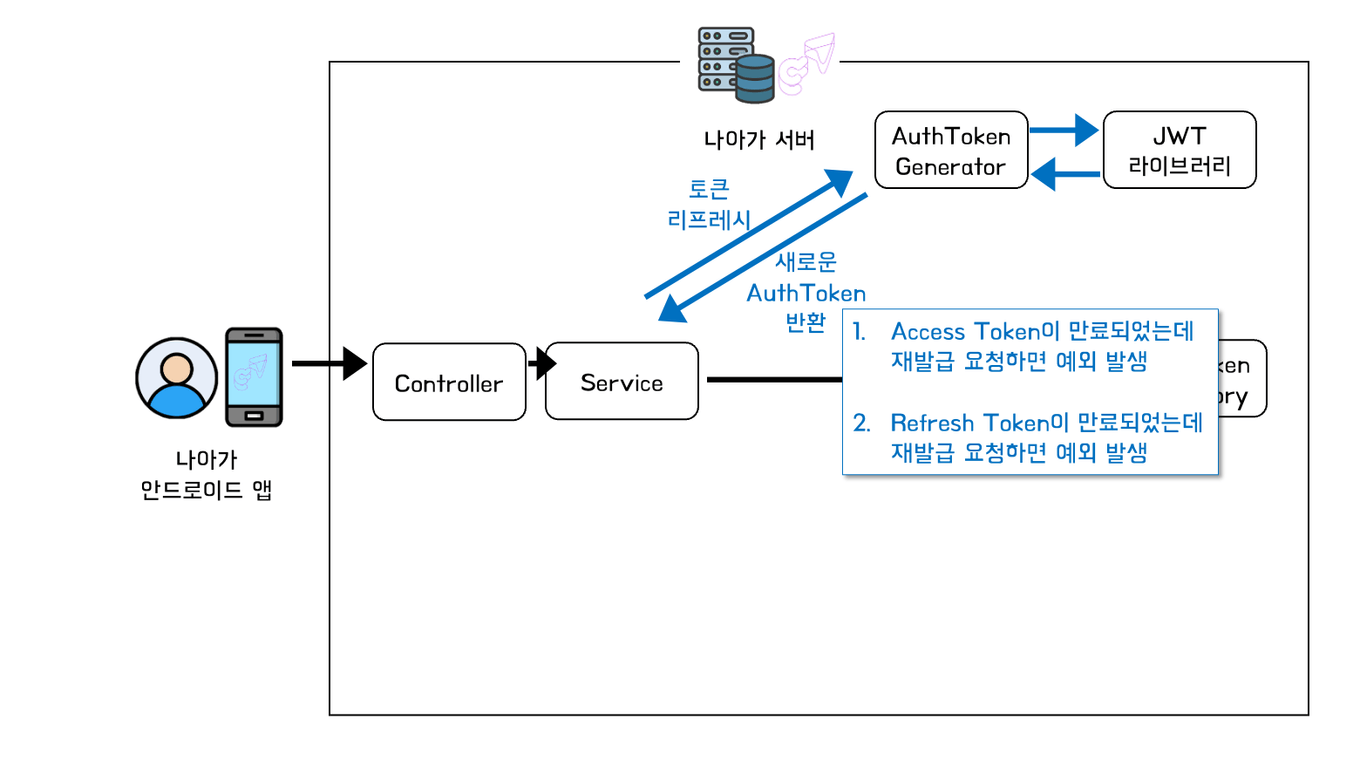 나아가 서버
AuthToken
Generator
JWT
라이브러리
토큰
리프레시
새로운
AuthToken
반환
1. Access Token이 만료되었는데
재발급 요청하면 예외 발생
2. Refresh Token이 만료되었는데
재발급 요청하면 예외 발생
Controller
Service
나아가
안드로이드 앱